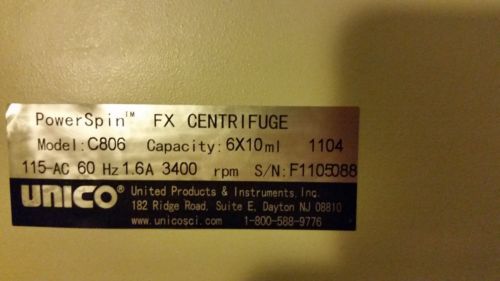 PowerSpin™ FX CENTRIFUGE
Model: C806 Capacity: 6X10ml 1104
115-AC 60 Hz 1.6A 3400 rpm S/N: F1105088
UNICO® United Products & Instruments, Inc.
182 Ridge Road, Suite E, Dayton NJ 08810
www.unicosci.com 1-800-588-9776